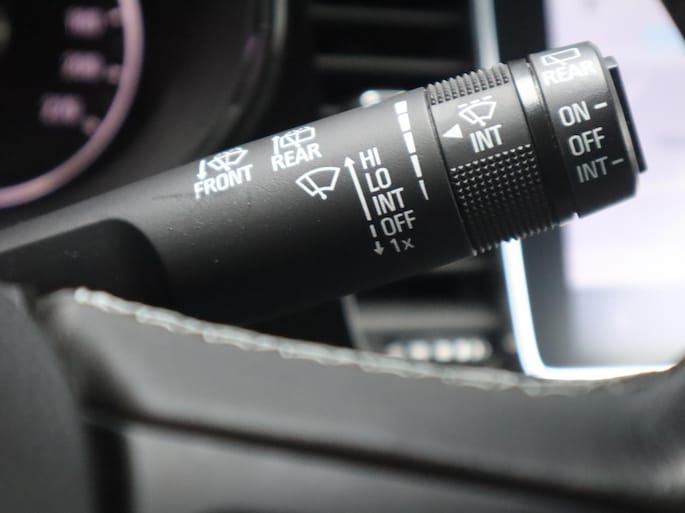 FRONT
REAR
HI
LO
INT
OFF
1x
INT
REAR
ON
OFF
INT